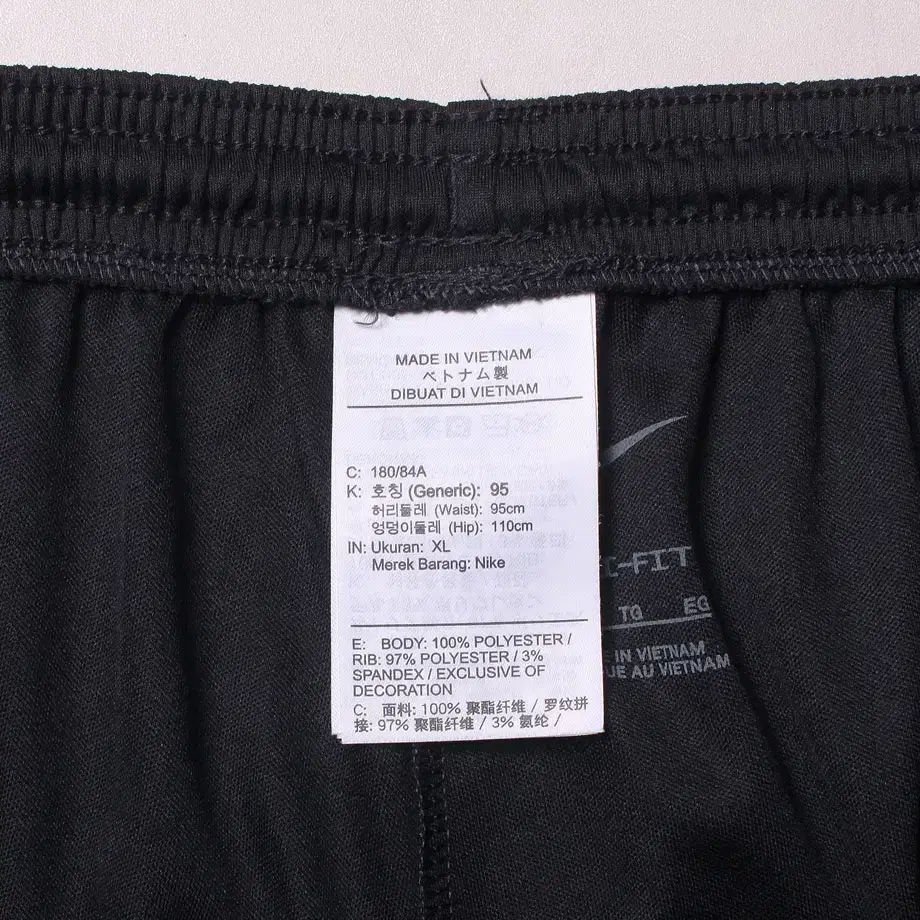 MADE IN VIETNAM
ベトナム製
DIBUAT DI VIETNAM
C: 180/84A
K: 호칭 (Generic): 95
허리둘레 (Waist): 95cm
엉덩이둘레 (Hip): 110cm
IN: Ukuran: XL
Merek Barang: Nike
E: BODY: 100% POLYESTER /
RIB: 97% POLYESTER / 3%
SPANDEX / EXCLUSIVE OF
DECORATION
C: 面料: 100% 聚酯纤维 / 罗纹拼
接: 97% 聚酯纤维 / 3% 氨纶 /
I-FIT
TG EG
IN VIETNAM
UE AU VIETNAM